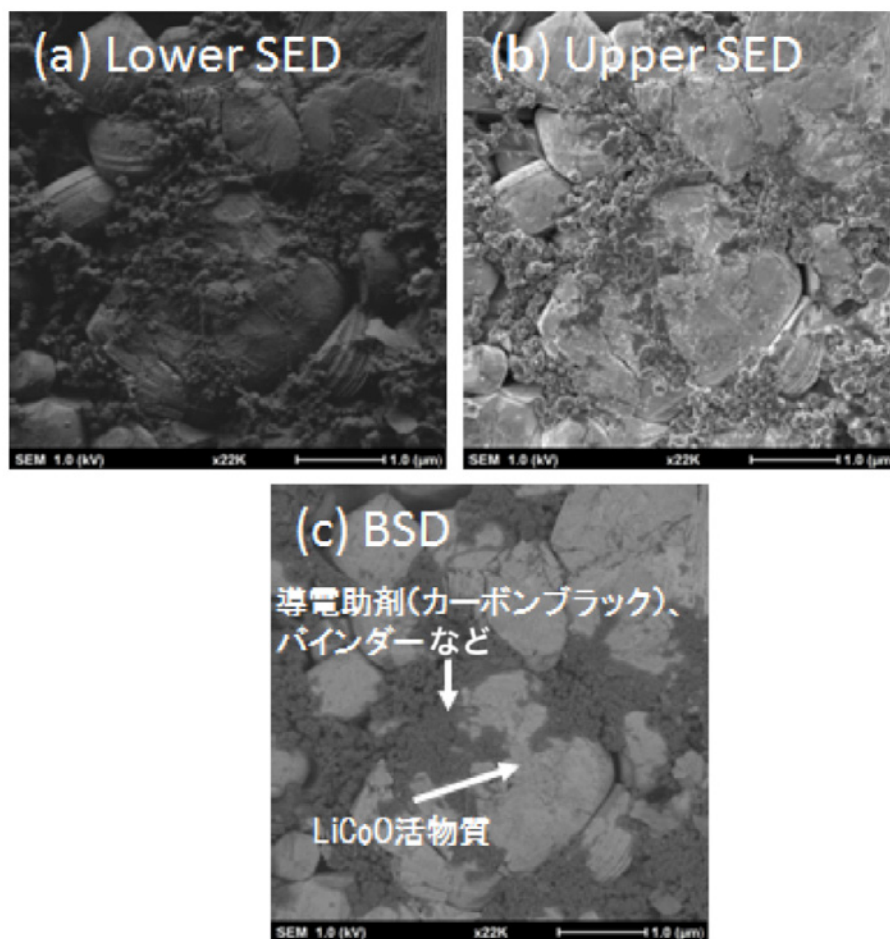 (a) Lower SED
(b) Upper SED
SEM 1.0 (kV) x22K 1.0 (μm)
SEM 1.0 (kV) x22K 1.0 (μm)
(c) BSD
導電助剤(カーボンブラック)、
バインダーなど
LiCoO活物質
SEM 1.0 (kV) x22K 1.0 (μm)